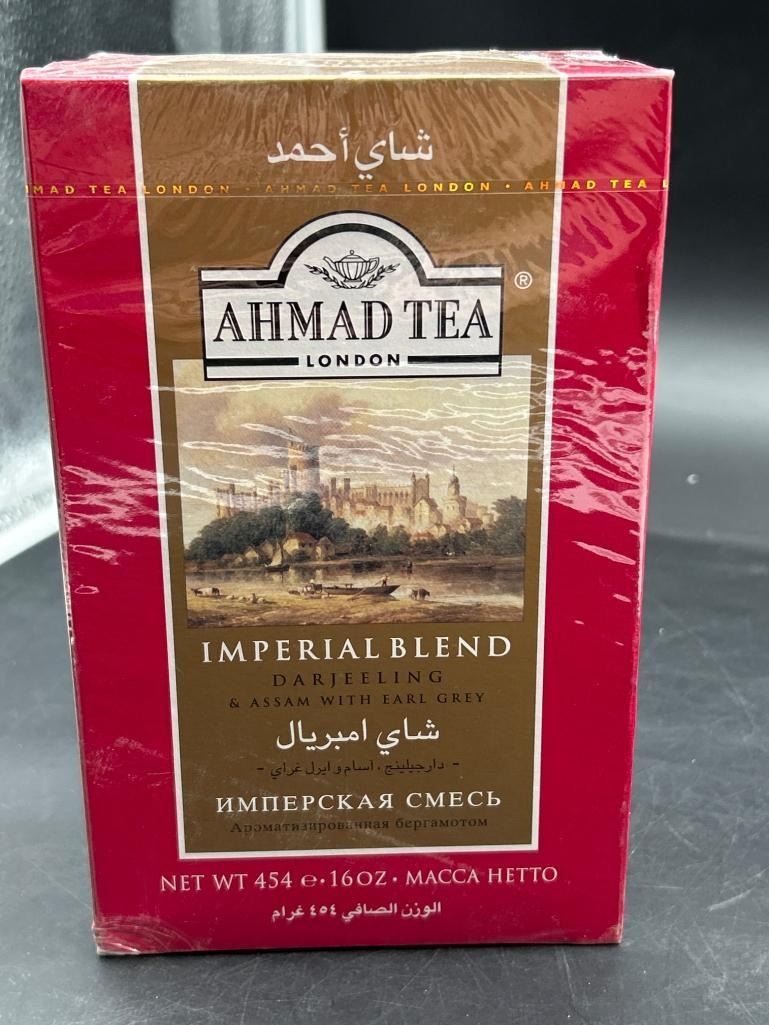 شاي أحمد
MAD TEA LONDON • AHMAD TEA LONDON • AHMAD TEA L
AHMAD TEA ®
LONDON
IMPERIAL BLEND
DARJEELING
& ASSAM WITH EARL GREY
شاي امبريال
- دارجيلينج ، آسام و ايرل غراي -
ИМПЕРСКАЯ СМЕСЬ
Ароматизированная бергамотом
NET WT 454 e · 16 OZ · МАССА НЕТТО
الوزن الصافي ٤٥٤ غرام